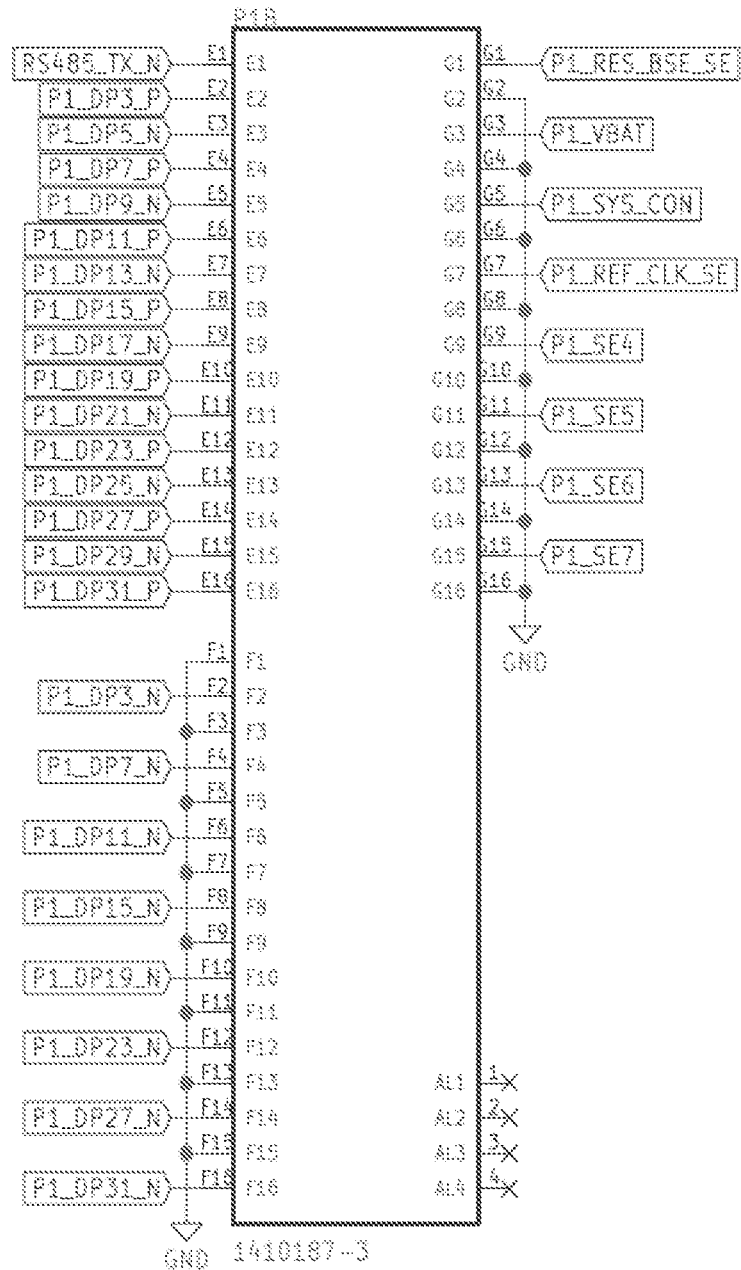 P1B
RS485_TX_N E1 E1 G1 G1 P1_RES_BSE_SE
P1_DP3_P E2 E2 G2 G2
P1_DP5_N E3 E3 G3 G3 P1_VBAT
P1_DP7_P E4 E4 G4 G4
P1_DP9_N E5 E5 G5 G5 P1_SYS_CON
P1_DP11_P E6 E6 G6 G6
P1_DP13_N E7 E7 G7 G7 P1_REF_CLK_SE
P1_DP15_P E8 E8 G8 G8
P1_DP17_N E9 E9 G9 G9 P1_SE4
P1_DP19_P E10 E10 G10 G10
P1_DP21_N E11 E11 G11 G11 P1_SE5
P1_DP23_P E12 E12 G12 G12
P1_DP25_N E13 E13 G13 G13 P1_SE6
P1_DP27_P E14 E14 G14 G14
P1_DP29_N E15 E15 G15 G15 P1_SE7
P1_DP31_P E16 E16 G16 G16
GND
F1 F1
P1_DP3_N F2 F2
F3 F3
P1_DP7_N F4 F4
F5 F5
P1_DP11_N F6 F6
F7 F7
P1_DP15_N F8 F8
F9 F9
P1_DP19_N F10 F10
F11 F11
P1_DP23_N F12 F12
F13 F13 AL1 1
P1_DP27_N F14 F14 AL2 2
F15 F15 AL3 3
P1_DP31_N F16 F16 AL4 4
GND 1410187-3